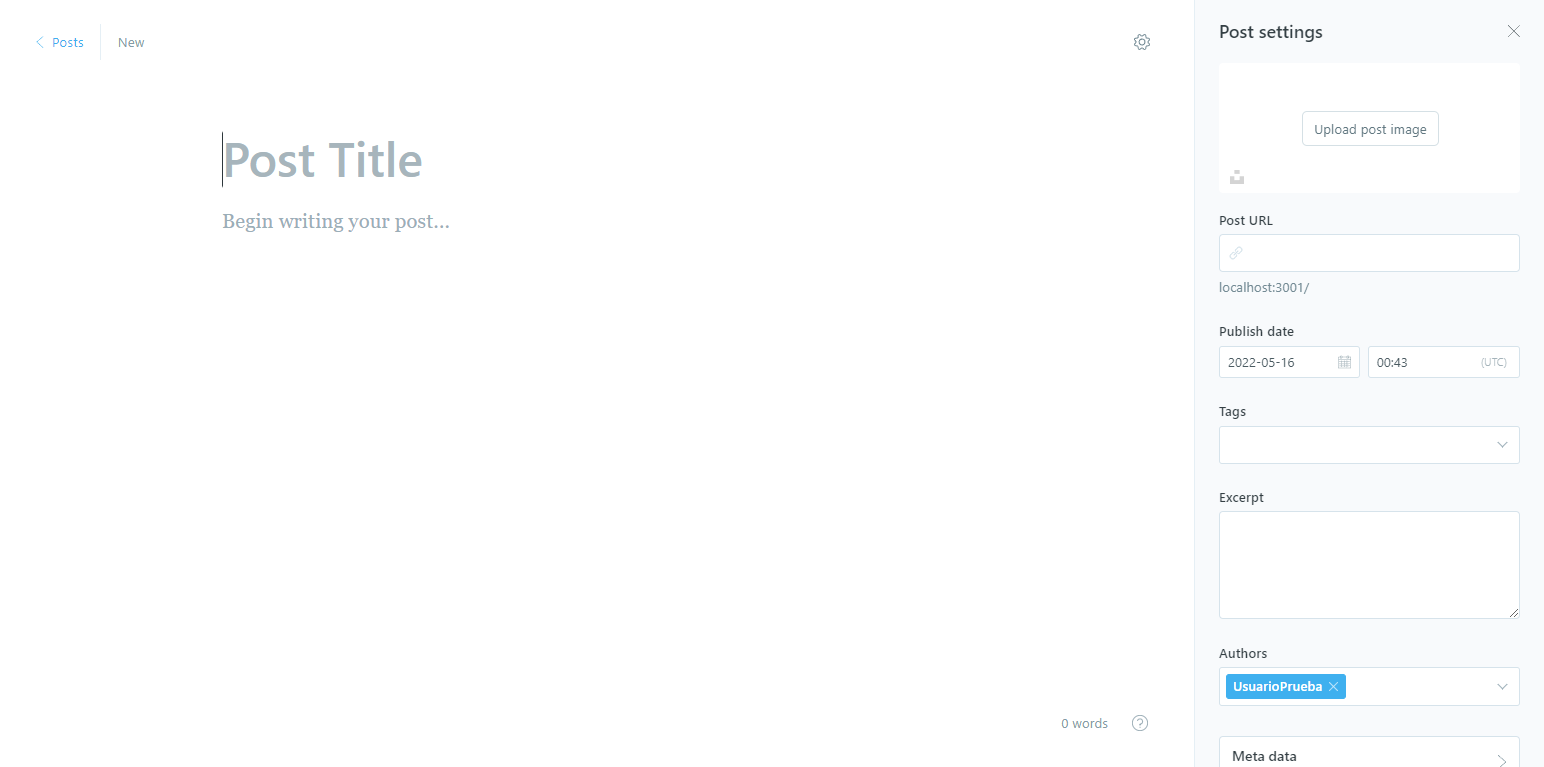 Posts
New
Post Title
Begin writing your post...
0 words
Post settings
Upload post image
Post URL
localhost:3001/
Publish date
2022-05-16
00:43 (UTC)
Tags
Excerpt
Authors
UsuarioPrueba
Meta data